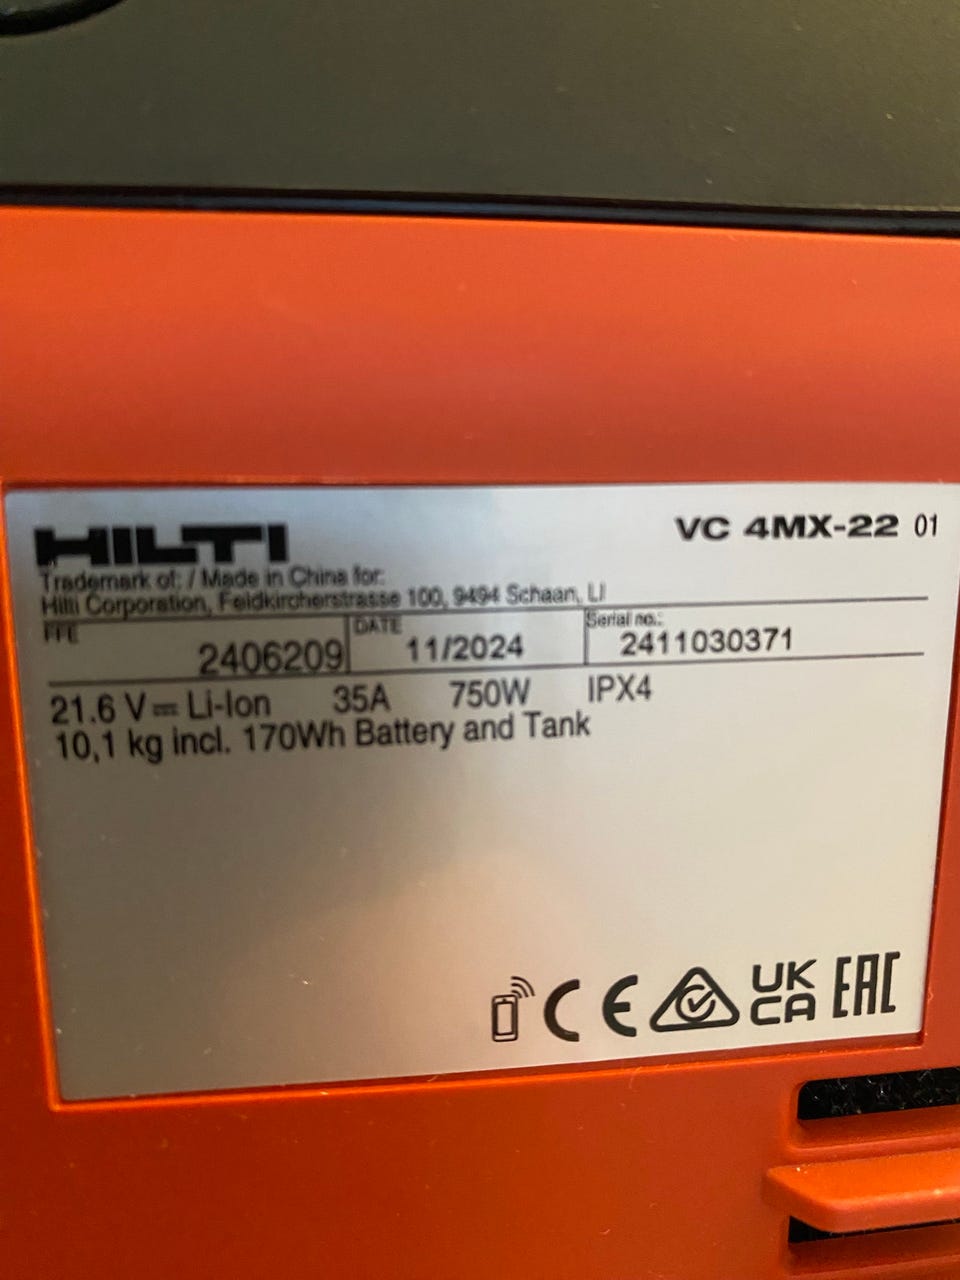 HILTI
VC 4MX-22 01
Trademark of: / Made in China for:
Hilti Corporation, Feldkircherstrasse 100, 9494 Schaan, LI
2406209
DATE
11/2024
Serial no.:
2411030371
21.6 V⎓ Li-Ion 35A 750W IPX4
10,1 kg incl. 170Wh Battery and Tank
CE
UK
CA
EAC